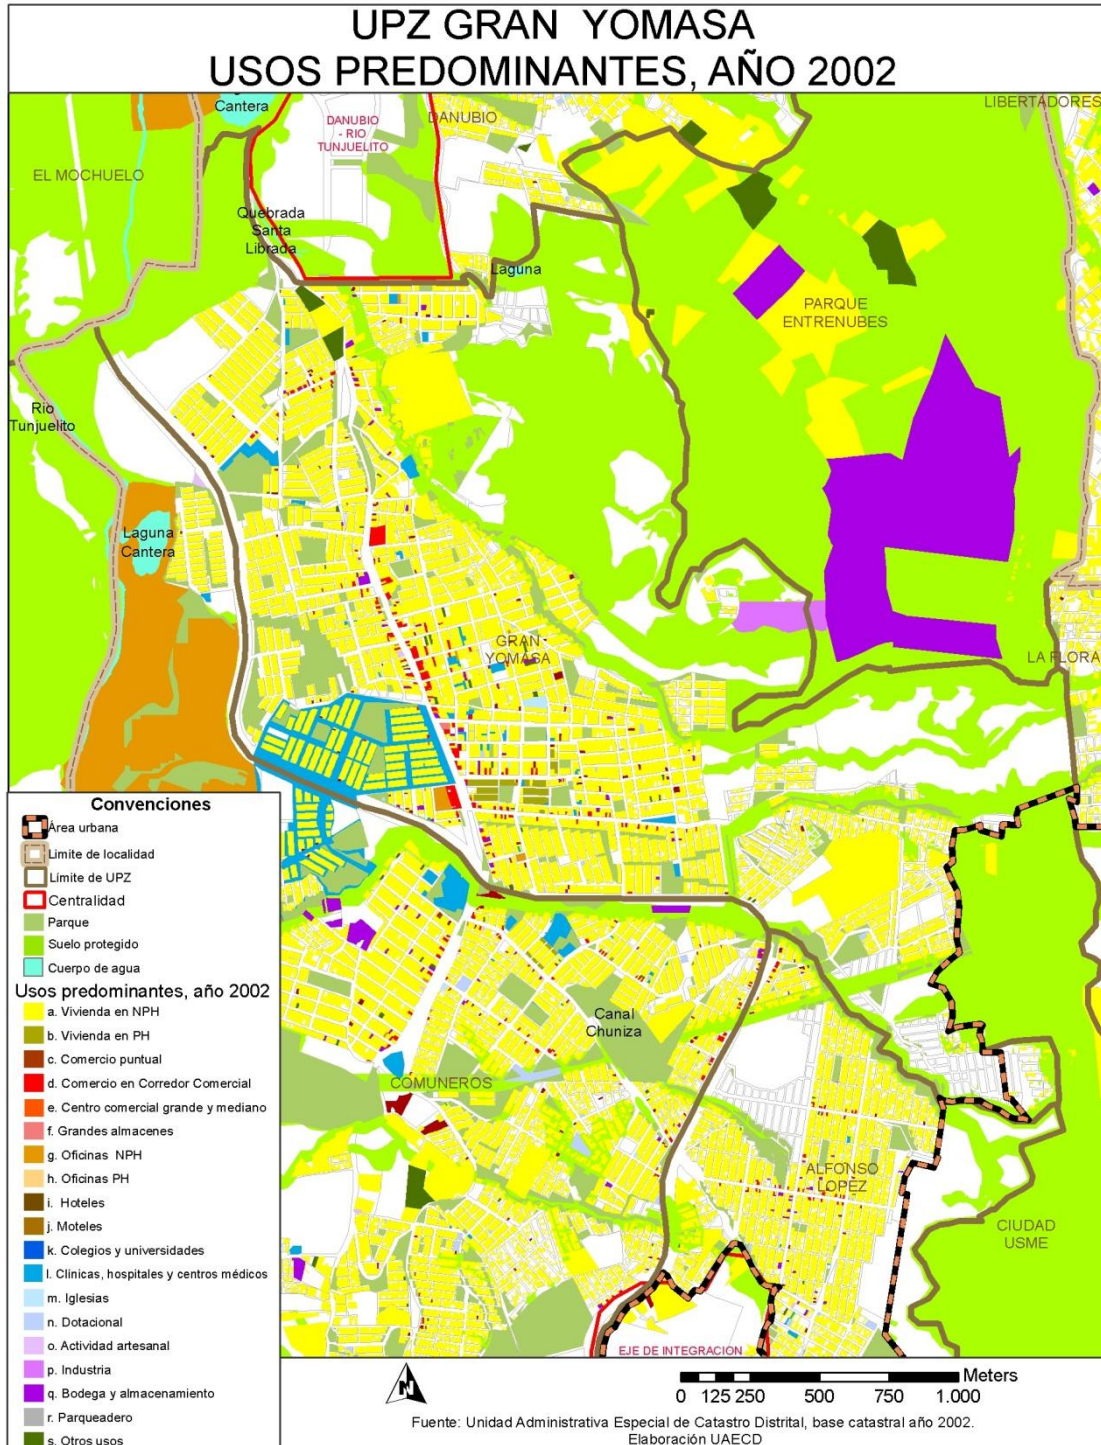 UPZ GRAN YOMASA
USOS PREDOMINANTES, AÑO 2002
Cantera
DANUBIO
- RIO
TUNJUELITO
DANUBIO
LIBERTADORES
EL MOCHUELO
Quebrada
Santa
Librada
Laguna
PARQUE
ENTRENUBES
Rio
Tunjuelito
Laguna
Cantera
GRAN
YOMASA
LA FLORA
Canal
Chuniza
COMUNEROS
ALFONSO
LOPEZ
CIUDAD
USME
EJE DE INTEGRACION
Convenciones
Área urbana
Limite de localidad
Límite de UPZ
Centralidad
Parque
Suelo protegido
Cuerpo de agua
Usos predominantes, año 2002
a. Vivienda en NPH
b. Vivienda en PH
c. Comercio puntual
d. Comercio en Corredor Comercial
e. Centro comercial grande y mediano
f. Grandes almacenes
g. Oficinas NPH
h. Oficinas PH
i. Hoteles
j. Moteles
k. Colegios y universidades
l. Clínicas, hospitales y centros médicos
m. Iglesias
n. Dotacional
o. Actividad artesanal
p. Industria
q. Bodega y almacenamiento
r. Parqueadero
s. Otros usos
N
Meters
0 125 250 500 750 1.000
Fuente: Unidad Administrativa Especial de Catastro Distrital, base catastral año 2002.
Elaboración UAECD